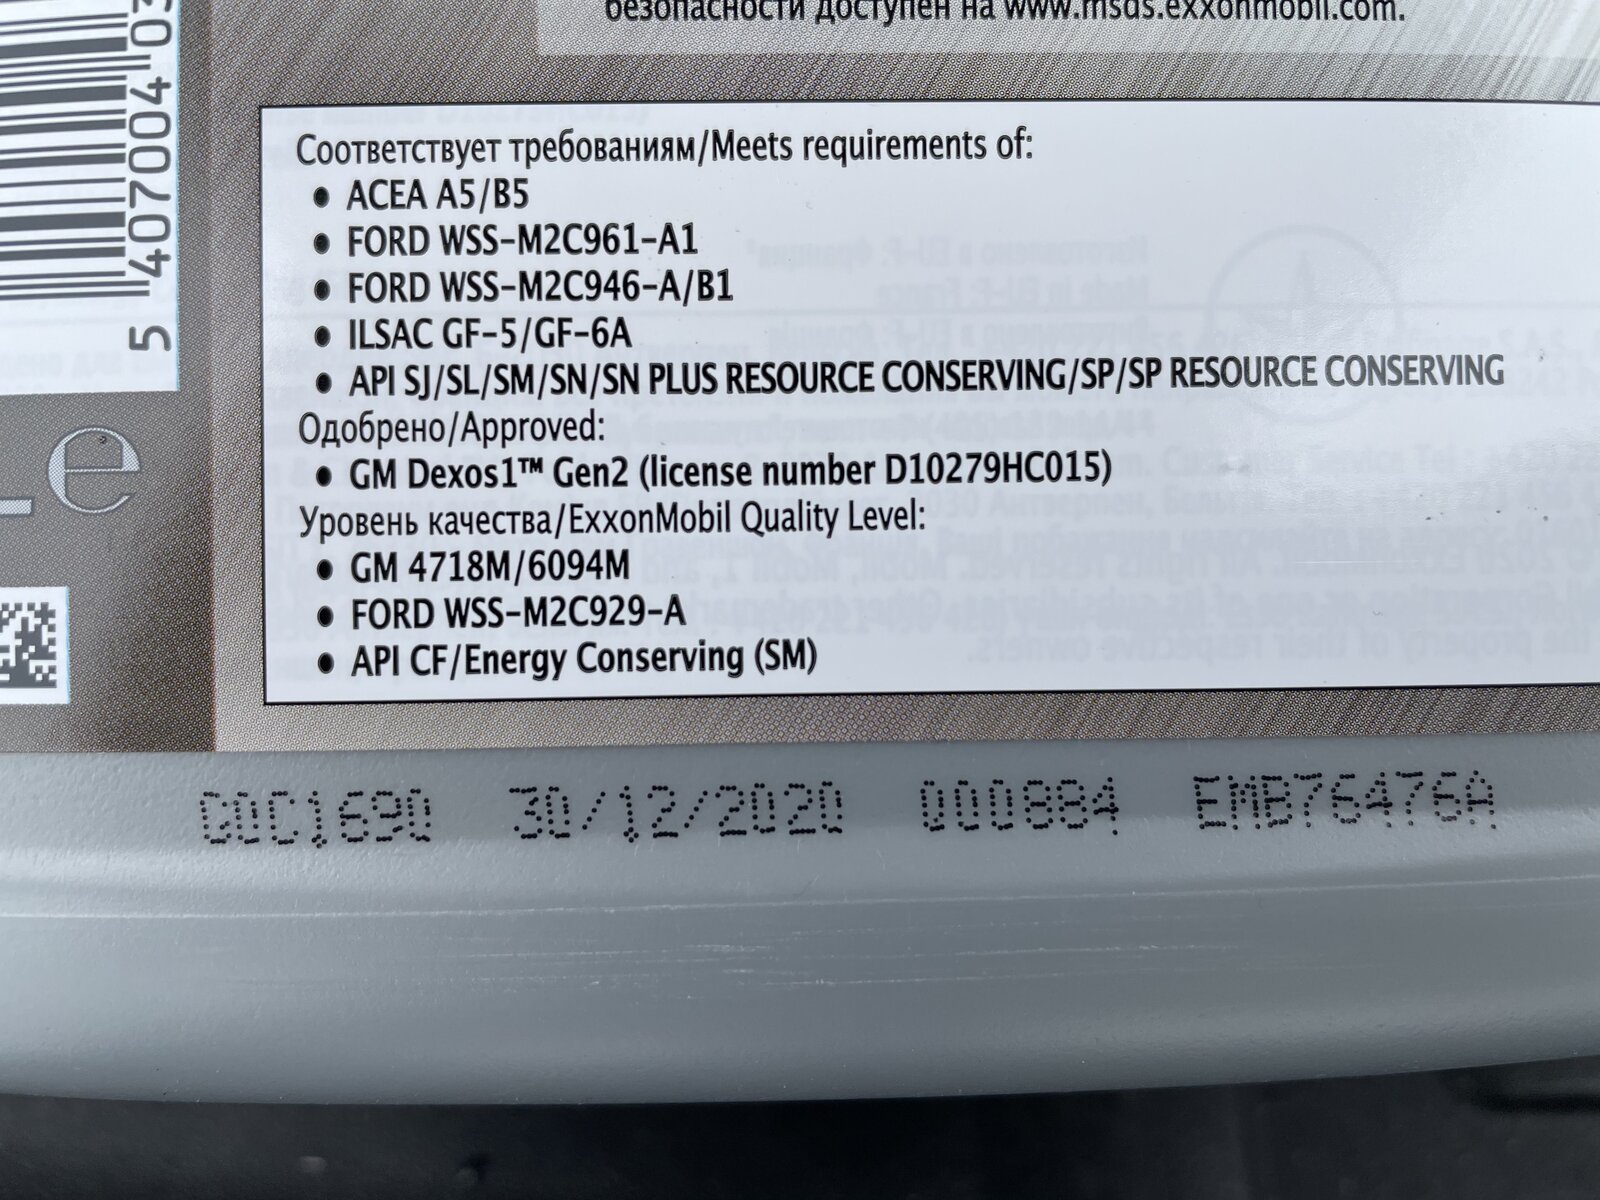 безопасности доступен на www.msds.exxonmobil.com.
5 407004 03
Соответствует требованиям/Meets requirements of:
• ACEA A5/B5
• FORD WSS-M2C961-A1
• FORD WSS-M2C946-A/B1
• ILSAC GF-5/GF-6A
• API SJ/SL/SM/SN/SN PLUS RESOURCE CONSERVING/SP/SP RESOURCE CONSERVING
Одобрено/Approved:
• GM Dexos1™ Gen2 (license number D10279HC015)
Уровень качества/ExxonMobil Quality Level:
• GM 4718M/6094M
• FORD WSS-M2C929-A
• API CF/Energy Conserving (SM)
e
30/12/2020 000884 EMB76476A